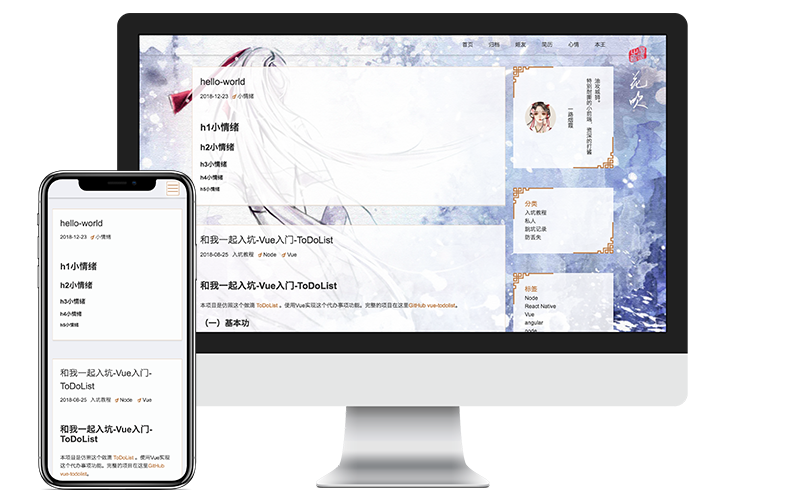 首页 归档 姬友 简历 心情 本王
花吹
hello-world
2018-12-23 小情绪
h1小情绪
h2小情绪
h3小情绪
h4小情绪
h5小情绪
和我一起入坑-Vue入门-ToDoList
2018-08-25 入坑教程 Node Vue
和我一起入坑-Vue入门-ToDoList
本项目是仿照这个做滴 ToDoList 。使用Vue实现这个代办事项功能。完整的项目在这里GitHub vue-todolist。
（一）基本功
一路烟霞
分类
入坑教程
私人
跳坑记录
防丢失
标签
Node
React Native
Vue
angular
node
hello-world
2018-12-23 小情绪
h1小情绪
h2小情绪
h3小情绪
h4小情绪
h5小情绪
和我一起入坑-Vue入门-
ToDoList
2018-08-25 入坑教程 Node Vue
和我一起入坑-Vue入门-
ToDoList
本项目是仿照这个做滴 ToDoList 。使用Vue实现
这个代办事项功能。完整的项目在这里GitHub
vue-todolist。